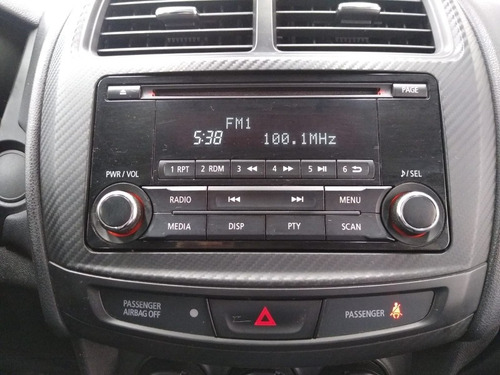 PAGE
FM1
5:38 100.1MHz
1 RPT 2 RDM 3 4 5 6
PWR/VOL
♪/SEL
RADIO MENU
MEDIA DISP PTY SCAN
PASSENGER
AIRBAG OFF
PASSENGER